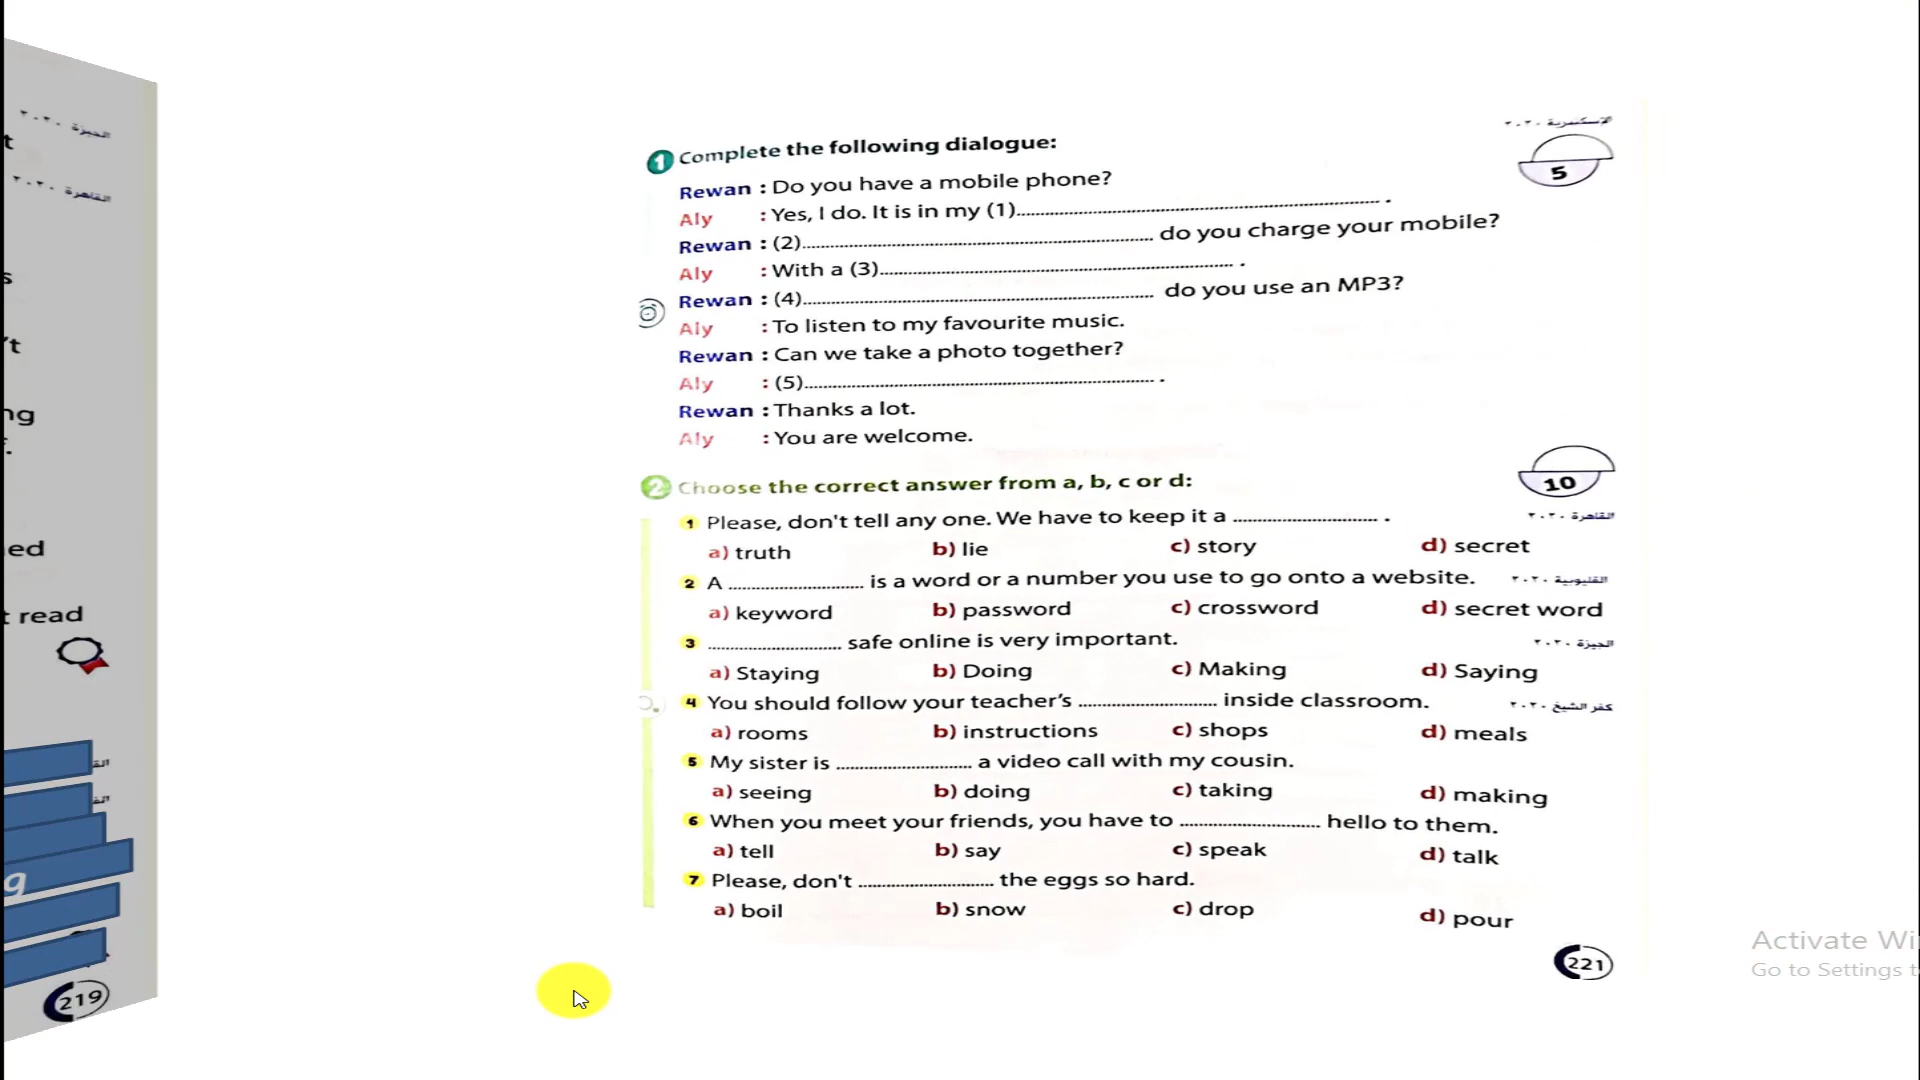 الجيزة ٢٠٢٠
t
القاهرة ٢٠٢٠
s
't
ng
f.
ed
t read
الق
الق
g
219
الإسكندرية ٢٠٢٠
1 Complete the following dialogue:
5
Rewan : Do you have a mobile phone?
Aly : Yes, I do. It is in my (1)........................ .
Rewan : (2)........................ do you charge your mobile?
Aly : With a (3)........................ .
Rewan : (4)........................ do you use an MP3?
Aly : To listen to my favourite music.
Rewan : Can we take a photo together?
Aly : (5)........................ .
Rewan : Thanks a lot.
Aly : You are welcome.
2 Choose the correct answer from a, b, c or d:
10
1 Please, don't tell any one. We have to keep it a ........................ . القاهرة ٢٠٢٠
a) truth b) lie c) story d) secret
2 A ........................ is a word or a number you use to go onto a website. القليوبية ٢٠٢٠
a) keyword b) password c) crossword d) secret word
3 ........................ safe online is very important. الجيزة ٢٠٢٠
a) Staying b) Doing c) Making d) Saying
4 You should follow your teacher's ........................ inside classroom. كفر الشيخ ٢٠٢٠
a) rooms b) instructions c) shops d) meals
5 My sister is ........................ a video call with my cousin.
a) seeing b) doing c) taking d) making
6 When you meet your friends, you have to ........................ hello to them.
a) tell b) say c) speak d) talk
7 Please, don't ........................ the eggs so hard.
a) boil b) snow c) drop d) pour
221
Activate Wi
Go to Settings t